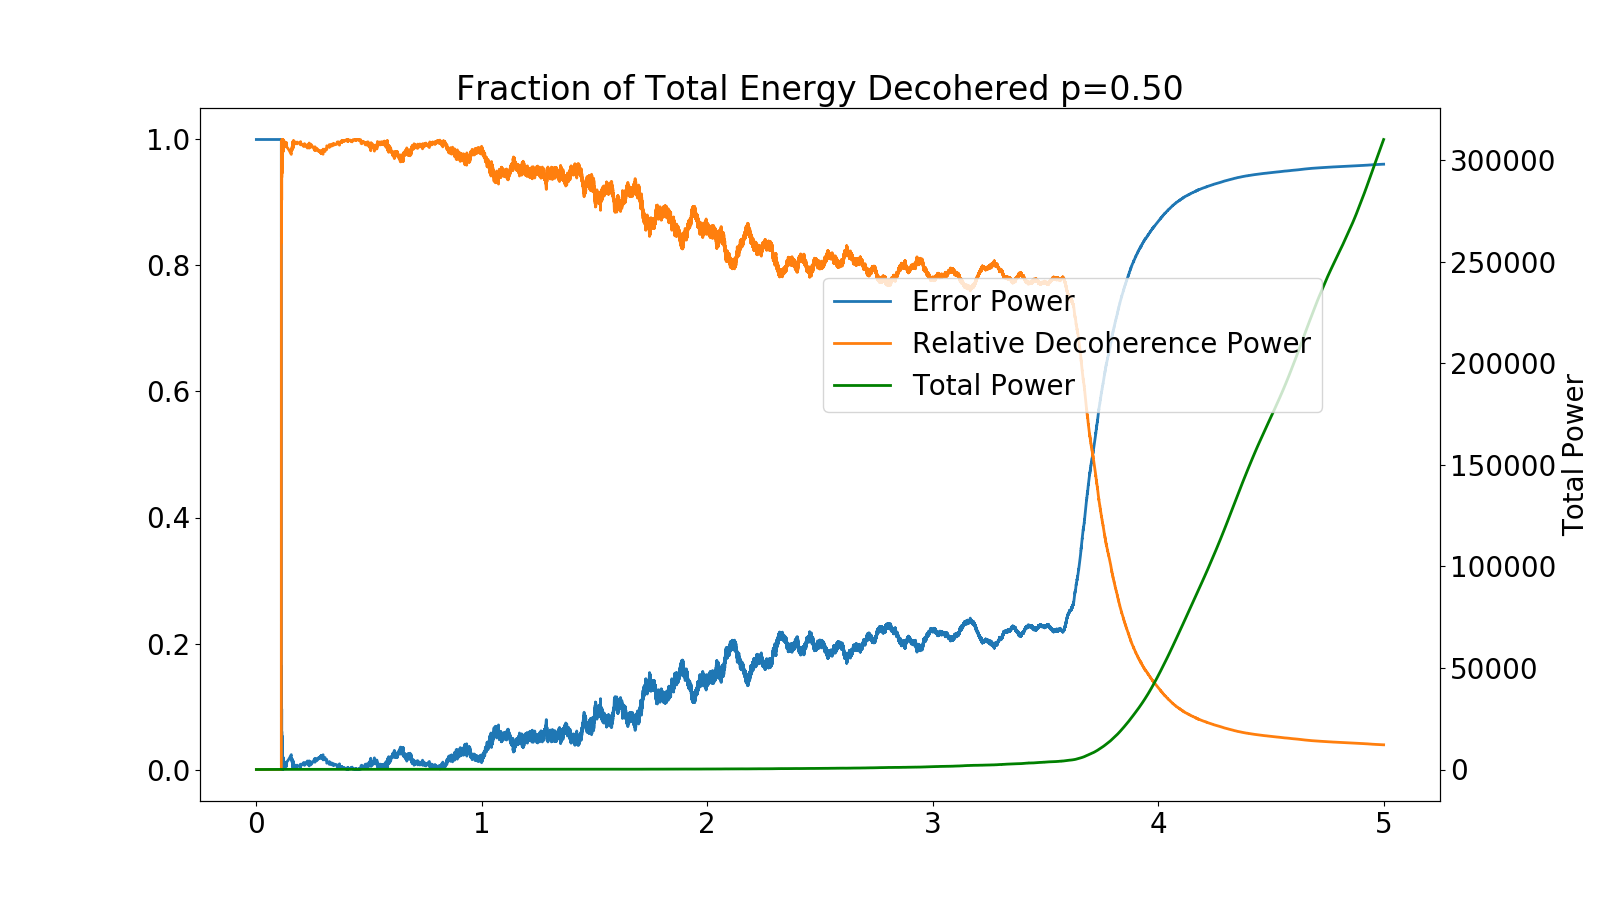 Fraction of Total Energy Decohered p=0.50
1.0
0.8
0.6
0.4
0.2
0.0
Error Power
Relative Decoherence Power
Total Power
300000
250000
200000
150000
100000
50000
0
Total Power
0 1 2 3 4 5